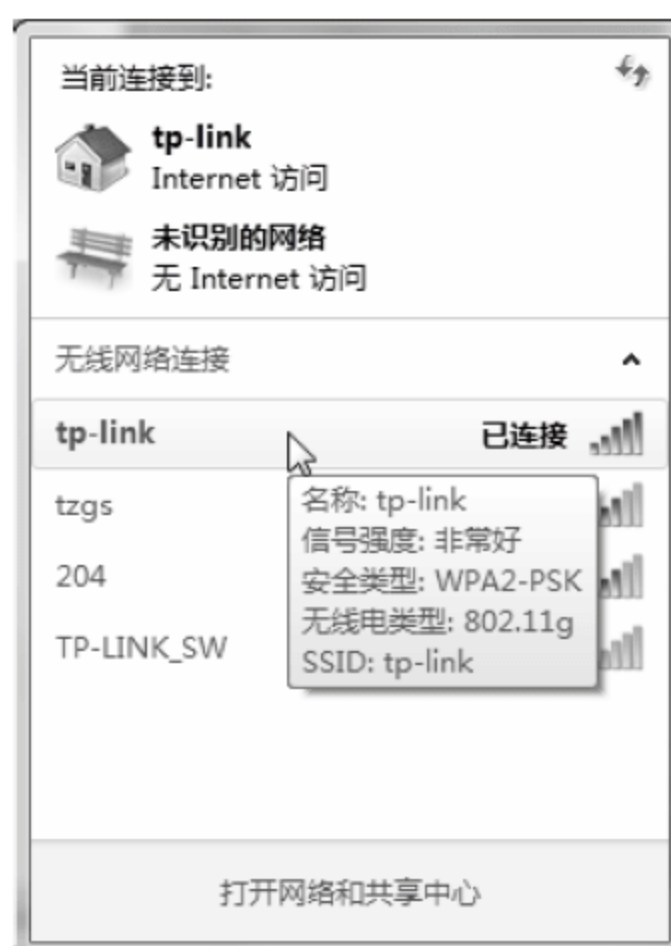 当前连接到:
tp-link
Internet 访问
未识别的网络
无 Internet 访问
无线网络连接
tp-link 已连接
tzgs
204
TP-LINK_SW
名称: tp-link
信号强度: 非常好
安全类型: WPA2-PSK
无线电类型: 802.11g
SSID: tp-link
打开网络和共享中心